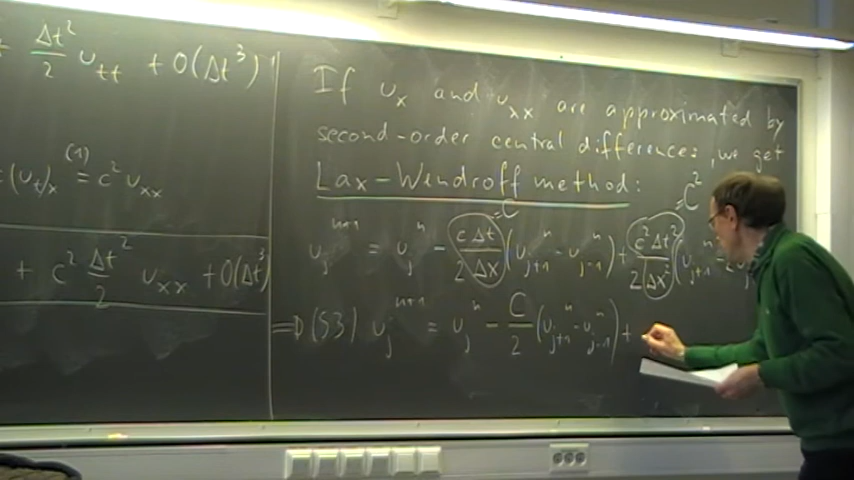 + Δt²/2 u_tt + O(Δt³)
(u_t)_x (1)= c² u_xx
+ c² Δt²/2 u_xx + O(Δt³)
If u_x and u_xx are approximated by
second-order central differences, we get
Lax-Wendroff method:
=C =C²
u_j^{n+1} = u_j^n - cΔt/2Δx (u_{j+1}^n - u_{j-1}^n) + c²Δt²/2Δx² (u_{j+1}^n - 2u_j
=> (53) u_j^{n+1} = u_j^n - C/2 (u_{j+1}^n - u_{j-1}^n) +